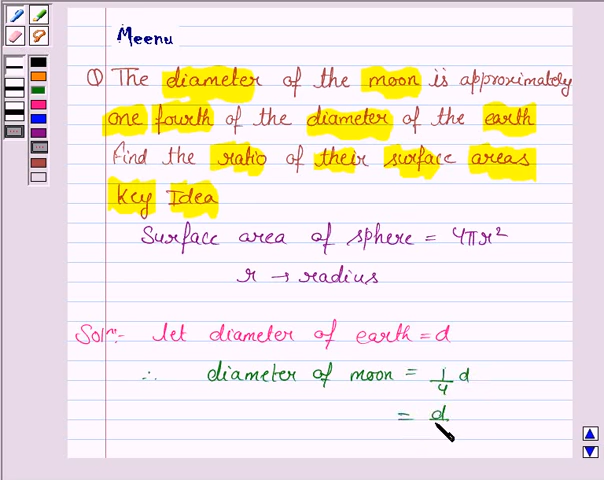 Meenu
Q The diameter of the moon is approximately
one fourth of the diameter of the earth
Find the ratio of their surface areas
Key Idea
Surface area of sphere = 4πr²
r → radius
Solⁿ:- let diameter of earth = d
∴ diameter of moon = 1/4 d
= d